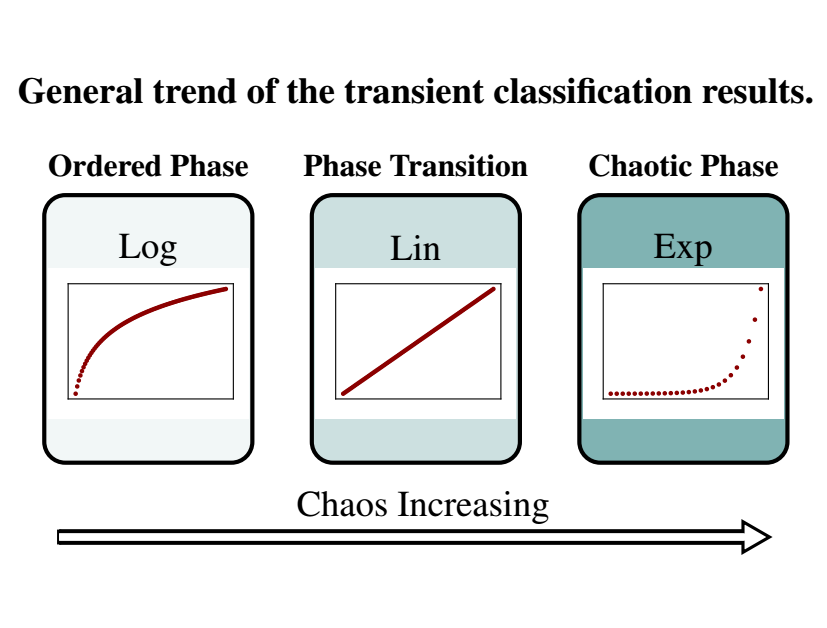 General trend of the transient classification results.
Ordered Phase
Phase Transition
Chaotic Phase
Log
Lin
Exp
Chaos Increasing